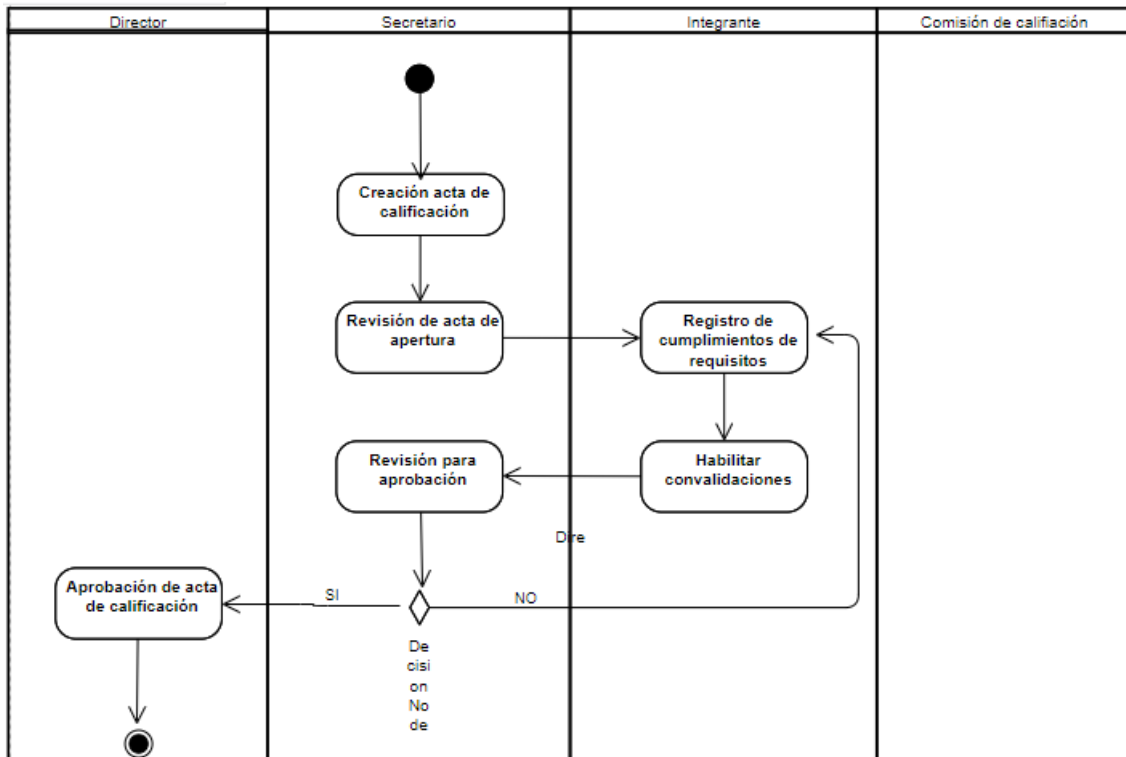 Director
Secretario
Integrante
Comisión de califiación
Creación acta de
calificación
Revisión de acta de
apertura
Registro de
cumplimientos de
requisitos
Revisión para
aprobación
Habilitar
convalidaciones
Dire
Aprobación de acta
de calificación
SI
NO
De
cisi
on
No
de